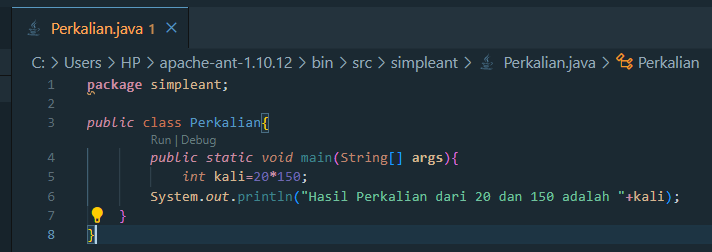 Perkalian.java 1 ×
C: > Users > HP > apache-ant-1.10.12 > bin > src > simpleant > Perkalian.java > Perkalian
1 package simpleant;
2
3 public class Perkalian{
Run | Debug
4 public static void main(String[] args){
5 int kali=20*150;
6 System.out.println("Hasil Perkalian dari 20 dan 150 adalah "+kali);
7 }
8 }